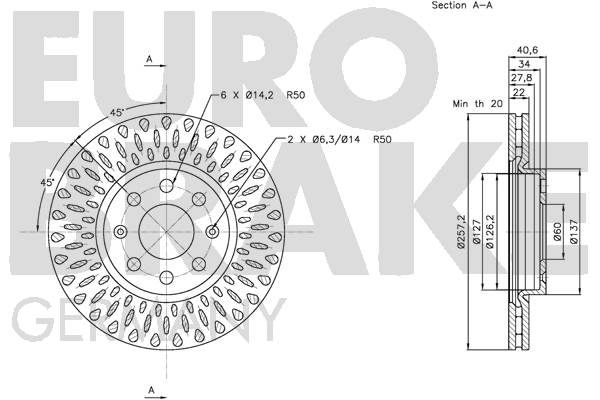 Section A-A
EURO
BRAKE
GERMANY
A
45°
45°
6 X Ø14,2 R50
2 X Ø6,3/Ø14 R50
A
40,6
34
27,8
22
Min th 20
Ø257,2
Ø127
Ø126,2
Ø60
Ø137